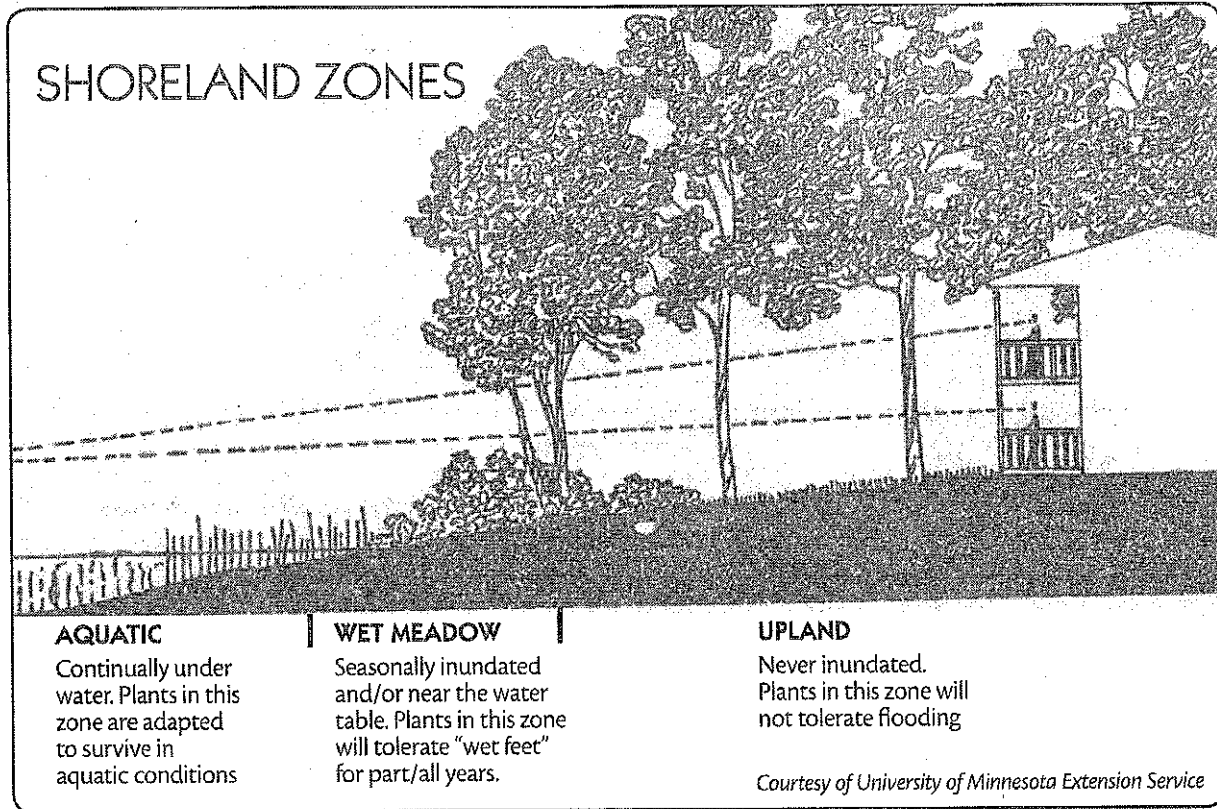 SHORELAND ZONES
AQUATIC
Continually under
water. Plants in this
zone are adapted
to survive in
aquatic conditions
WET MEADOW
Seasonally inundated
and/or near the water
table. Plants in this zone
will tolerate "wet feet"
for part/all years.
UPLAND
Never inundated.
Plants in this zone will
not tolerate flooding
Courtesy of University of Minnesota Extension Service